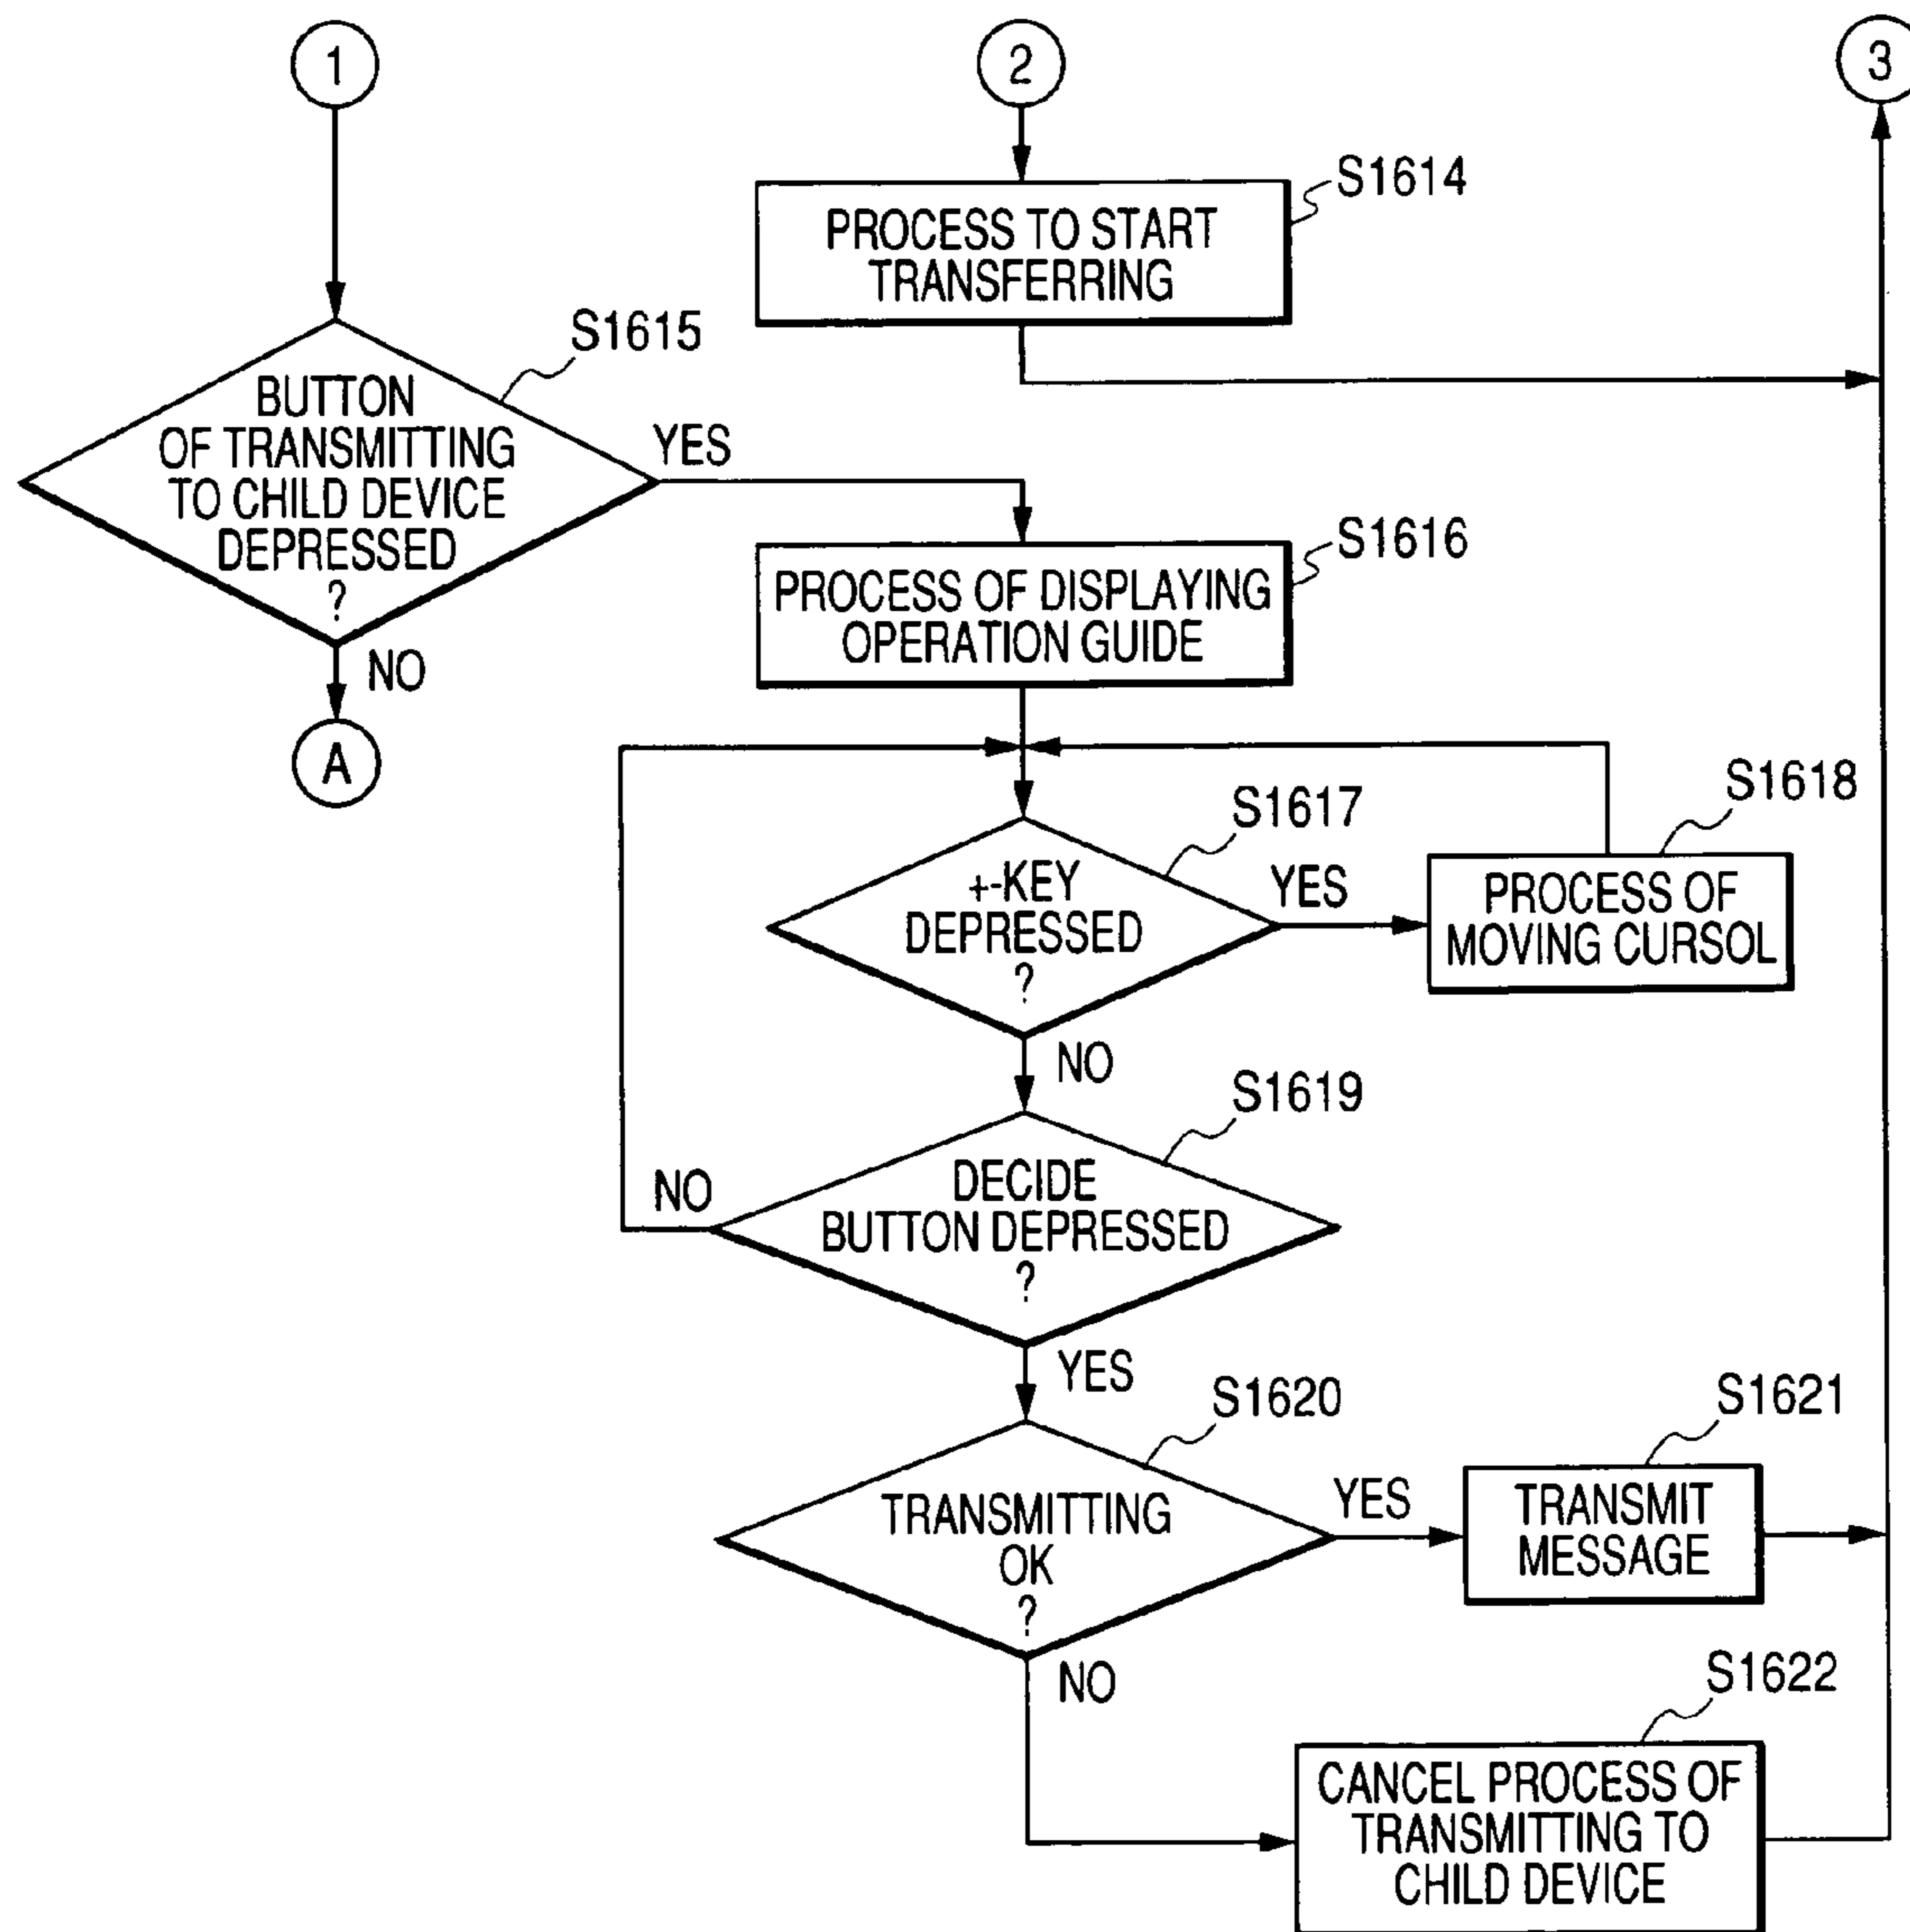 1
2
3
S1614
PROCESS TO START
TRANSFERRING
S1615
BUTTON
OF TRANSMITTING
TO CHILD DEVICE
DEPRESSED
?
YES
NO
A
S1616
PROCESS OF DISPLAYING
OPERATION GUIDE
S1617
+-KEY
DEPRESSED
?
YES
NO
S1618
PROCESS OF
MOVING CURSOL
S1619
DECIDE
BUTTON DEPRESSED
?
NO
YES
S1620
TRANSMITTING
OK
?
YES
NO
S1621
TRANSMIT
MESSAGE
S1622
CANCEL PROCESS OF
TRANSMITTING TO
CHILD DEVICE